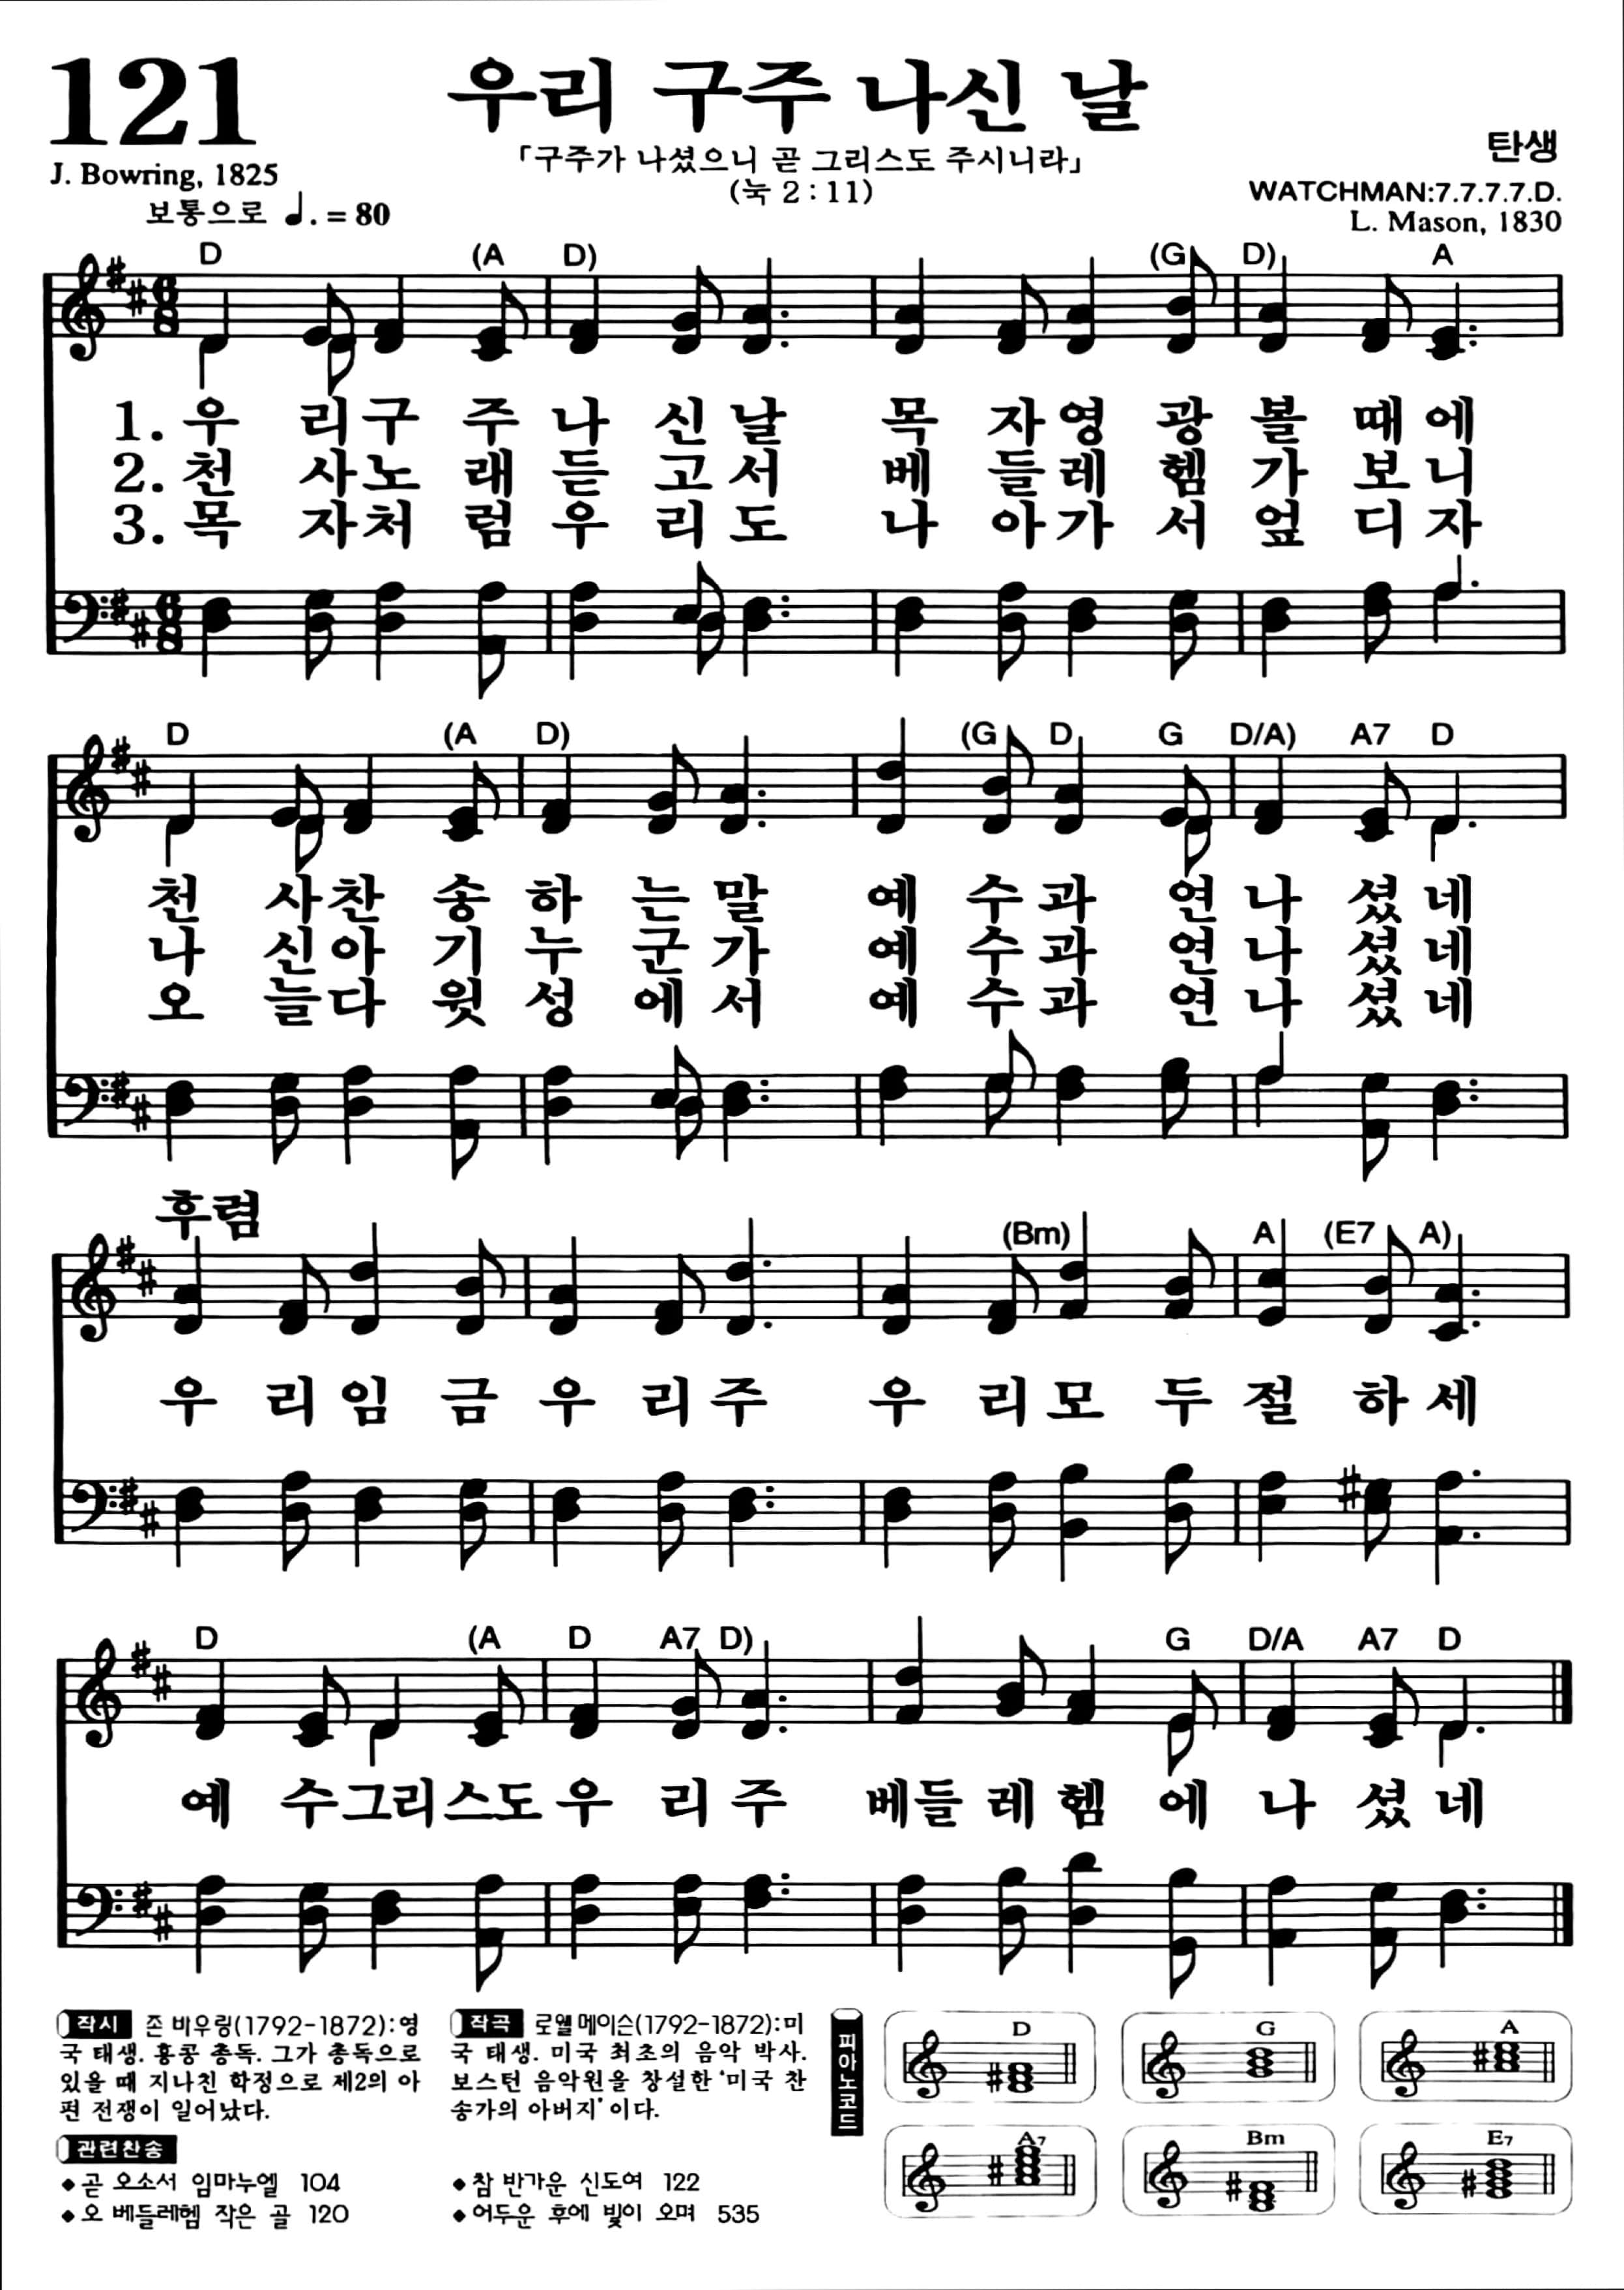 121
우리 구주 나신 날
「구주가 나셨으니 곧 그리스도 주시니라」
(눅 2 : 11)
탄생
J. Bowring, 1825
WATCHMAN:7.7.7.7.D.
보통으로 ♩. = 80
L. Mason, 1830
D (A D) (G D) A
1. 우 리구 주 나 신 날 목 자영 광 볼 때 에
2. 천 사노 래 듣 고 서 베 들레 헴 가 보 니
3. 목 자처 럼 우 리 도 나 아가 서 엎 디 자
D (A D) (G D G D/A) A7 D
천 사찬 송 하 는 말 예 수과 연 나 셨 네
나 신아 기 누 군 가 예 수과 연 나 셨 네
오 늘다 윗 성 에 서 예 수과 연 나 셨 네
후렴
(Bm) A (E7 A)
우 리임 금 우 리 주 우 리모 두 절 하 세
D (A D A7 D) G D/A A7 D
예 수그리스도 우 리 주 베들 레 헴 에 나 셨 네
작시 존 바우링(1792-1872):영
국 태생. 홍콩 총독. 그가 총독으로
있을 때 지나친 학정으로 제2의 아
편 전쟁이 일어났다.
작곡 로웰 메이슨(1792-1872):미
국 태생. 미국 최초의 음악 박사.
보스턴 음악원을 창설한 '미국 찬
송가의 아버지' 이다.
관련찬송
◆곧 오소서 임마누엘 104
◆오 베들레헴 작은 골 120
◆참 반가운 신도여 122
◆어두운 후에 빛이 오며 535
피아노코드
D G A
A7 Bm E7